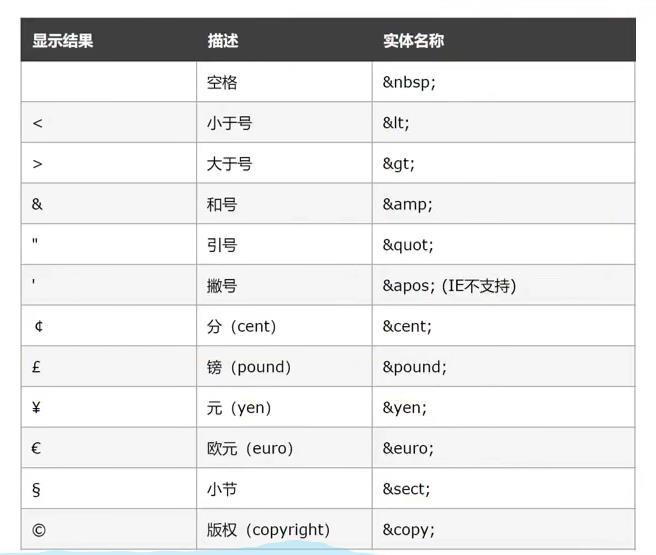 显示结果 描述 实体名称
空格 &nbsp;
< 小于号 &lt;
> 大于号 &gt;
& 和号 &amp;
" 引号 &quot;
' 撇号 &apos; (IE不支持)
¢ 分（cent） &cent;
£ 镑（pound） &pound;
¥ 元（yen） &yen;
€ 欧元（euro） &euro;
§ 小节 &sect;
© 版权（copyright） &copy;